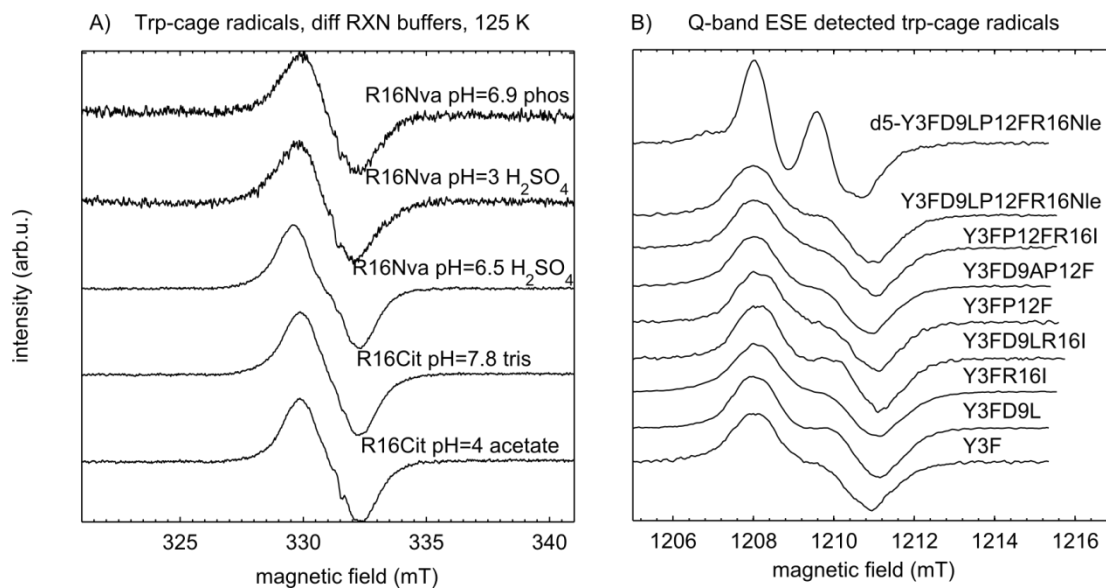 A) Trp-cage radicals, diff RXN buffers, 125 K
intensity (arb.u.)
R16Nva pH=6.9 phos
R16Nva pH=3 H2SO4
R16Nva pH=6.5 H2SO4
R16Cit pH=7.8 tris
R16Cit pH=4 acetate
325 330 335 340
magnetic field (mT)
B) Q-band ESE detected trp-cage radicals
d5-Y3FD9LP12FR16Nle
Y3FD9LP12FR16Nle
Y3FP12FR16I
Y3FD9AP12F
Y3FP12F
Y3FD9LR16I
Y3FR16I
Y3FD9L
Y3F
1206 1208 1210 1212 1214 1216
magnetic field (mT)